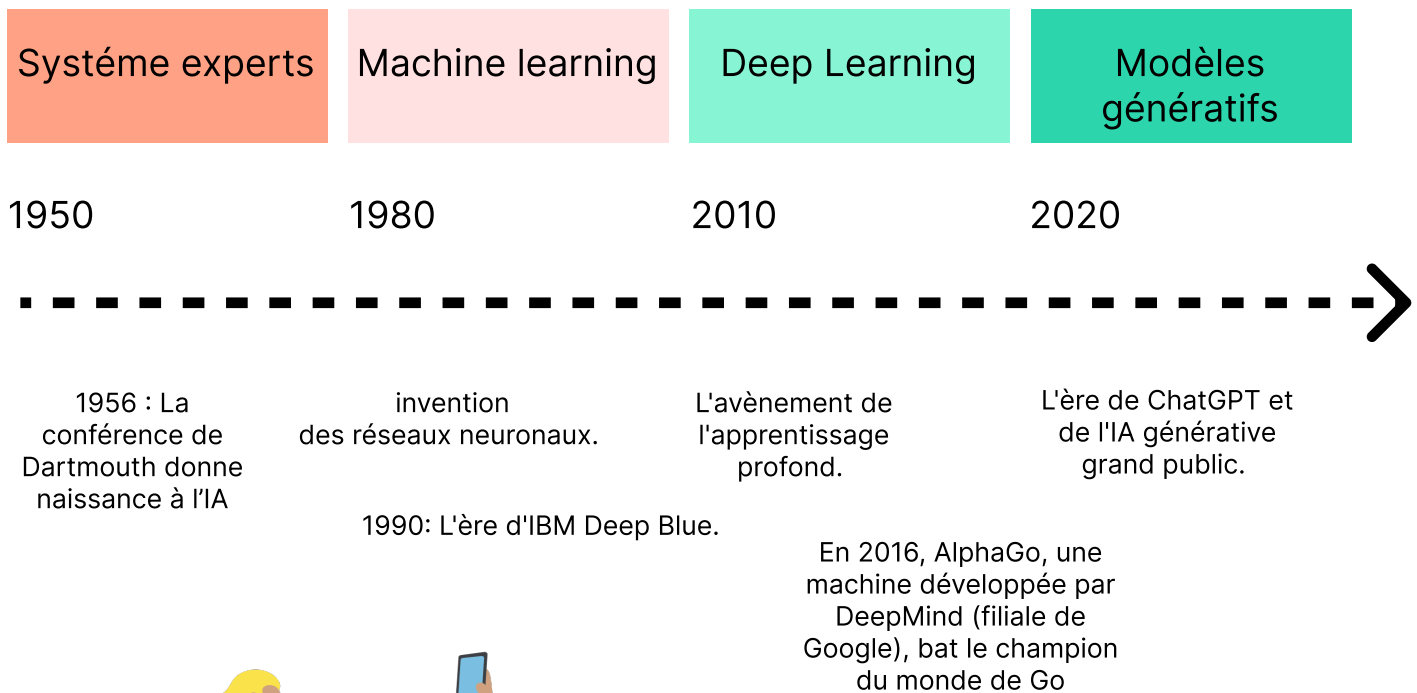 Systéme experts
Machine learning
Deep Learning
Modèles
génératifs
1950
1980
2010
2020
1956 : La
conférence de
Dartmouth donne
naissance à l’IA
invention
des réseaux neuronaux.
1990: L'ère d'IBM Deep Blue.
L'avènement de
l'apprentissage
profond.
En 2016, AlphaGo, une
machine développée par
DeepMind (filiale de
Google), bat le champion
du monde de Go
L'ère de ChatGPT et
de l'IA générative
grand public.